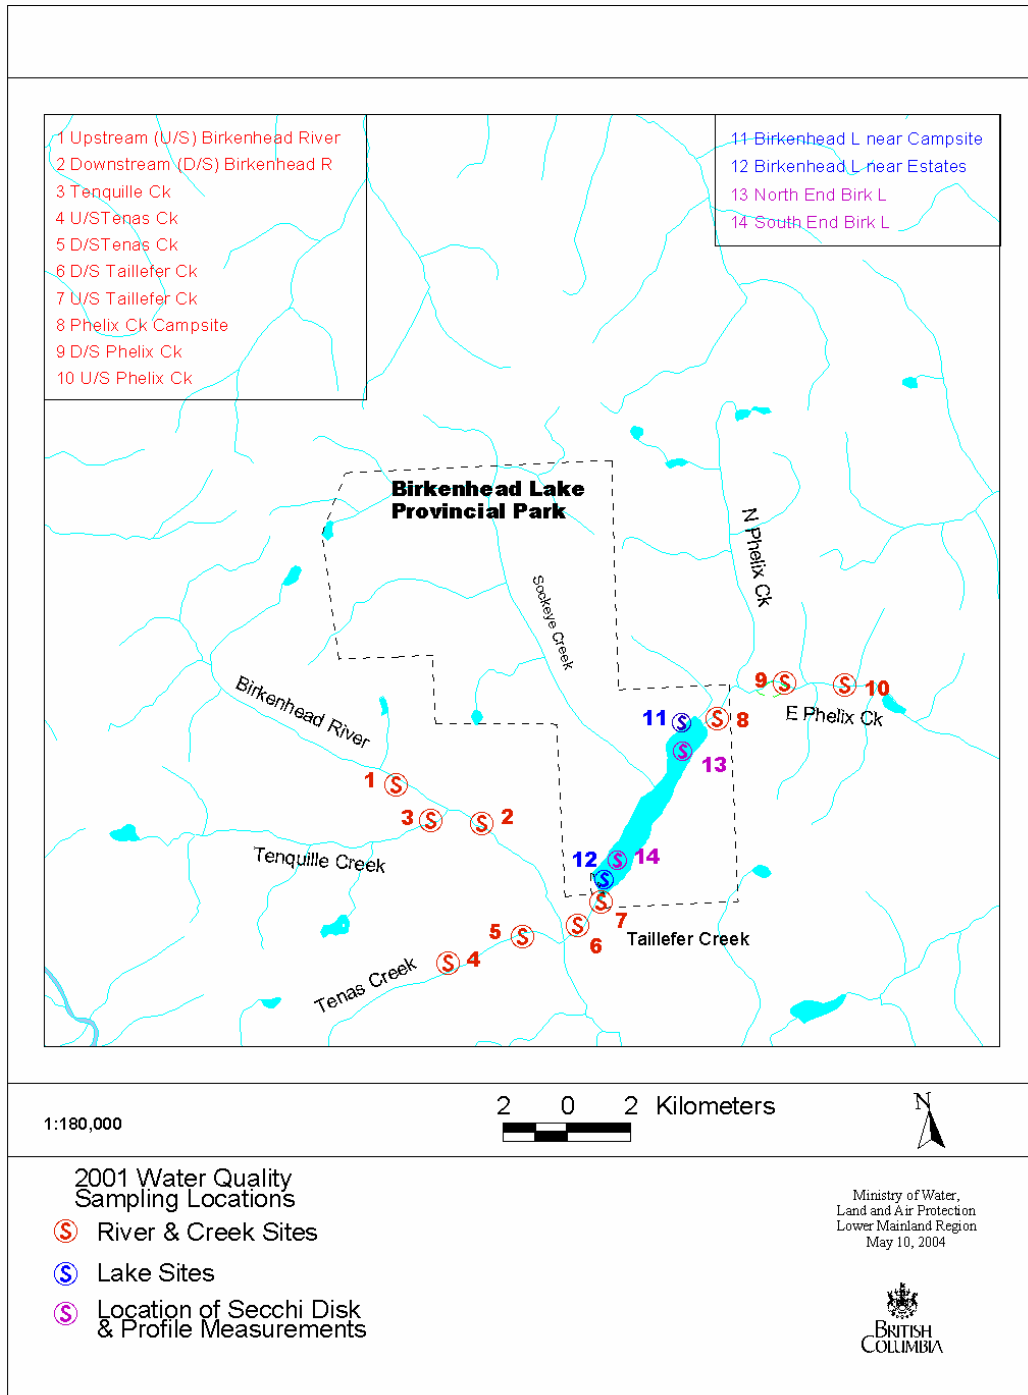 1 Upstream (U/S) Birkenhead River
2 Downstream (D/S) Birkenhead R
3 Tenquille Ck
4 U/STenas Ck
5 D/STenas Ck
6 D/S Taillefer Ck
7 U/S Taillefer Ck
8 Phelix Ck Campsite
9 D/S Phelix Ck
10 U/S Phelix Ck
11 Birkenhead L near Campsite
12 Birkenhead L near Estates
13 North End Birk L
14 South End Birk L
Birkenhead Lake
Provincial Park
N Phelix Ck
Sockeye Creek
Birkenhead River
9 S
S 10
E Phelix Ck
11 S
S 8
S 13
1 S
3 S
S 2
Tenquille Creek
12 S
S 14
S 7
S 6
Taillefer Creek
5 S
S 4
Tenas Creek
1:180,000
2 0 2 Kilometers
N
2001 Water Quality
Sampling Locations
S River & Creek Sites
S Lake Sites
S Location of Secchi Disk
& Profile Measurements
Ministry of Water,
Land and Air Protection
Lower Mainland Region
May 10, 2004
BRITISH
COLUMBIA